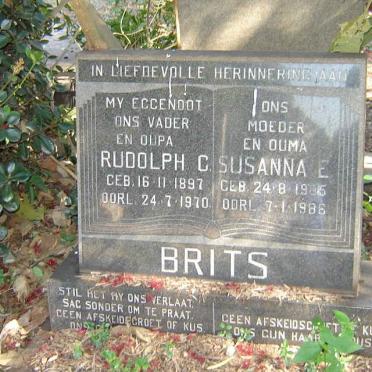 IN LIEFDEVOLLE HERINNERING AAN
MY EGGENOOT
ONS VADER
EN OUPA
RUDOLPH C.
GEB. 16-11-1897
OORL. 24-7-1970
ONS
MOEDER
EN OUMA
SUSANNA E.
GEB. 24-8-
OORL. 7-1-1986
BRITS
STIL HET HY ONS VERLAAT,
SAG SONDER OM TE PRAAT.
GEEN AFSKEIDSGROET OF KUS
ONS
GEEN AFSKEIDSGROET